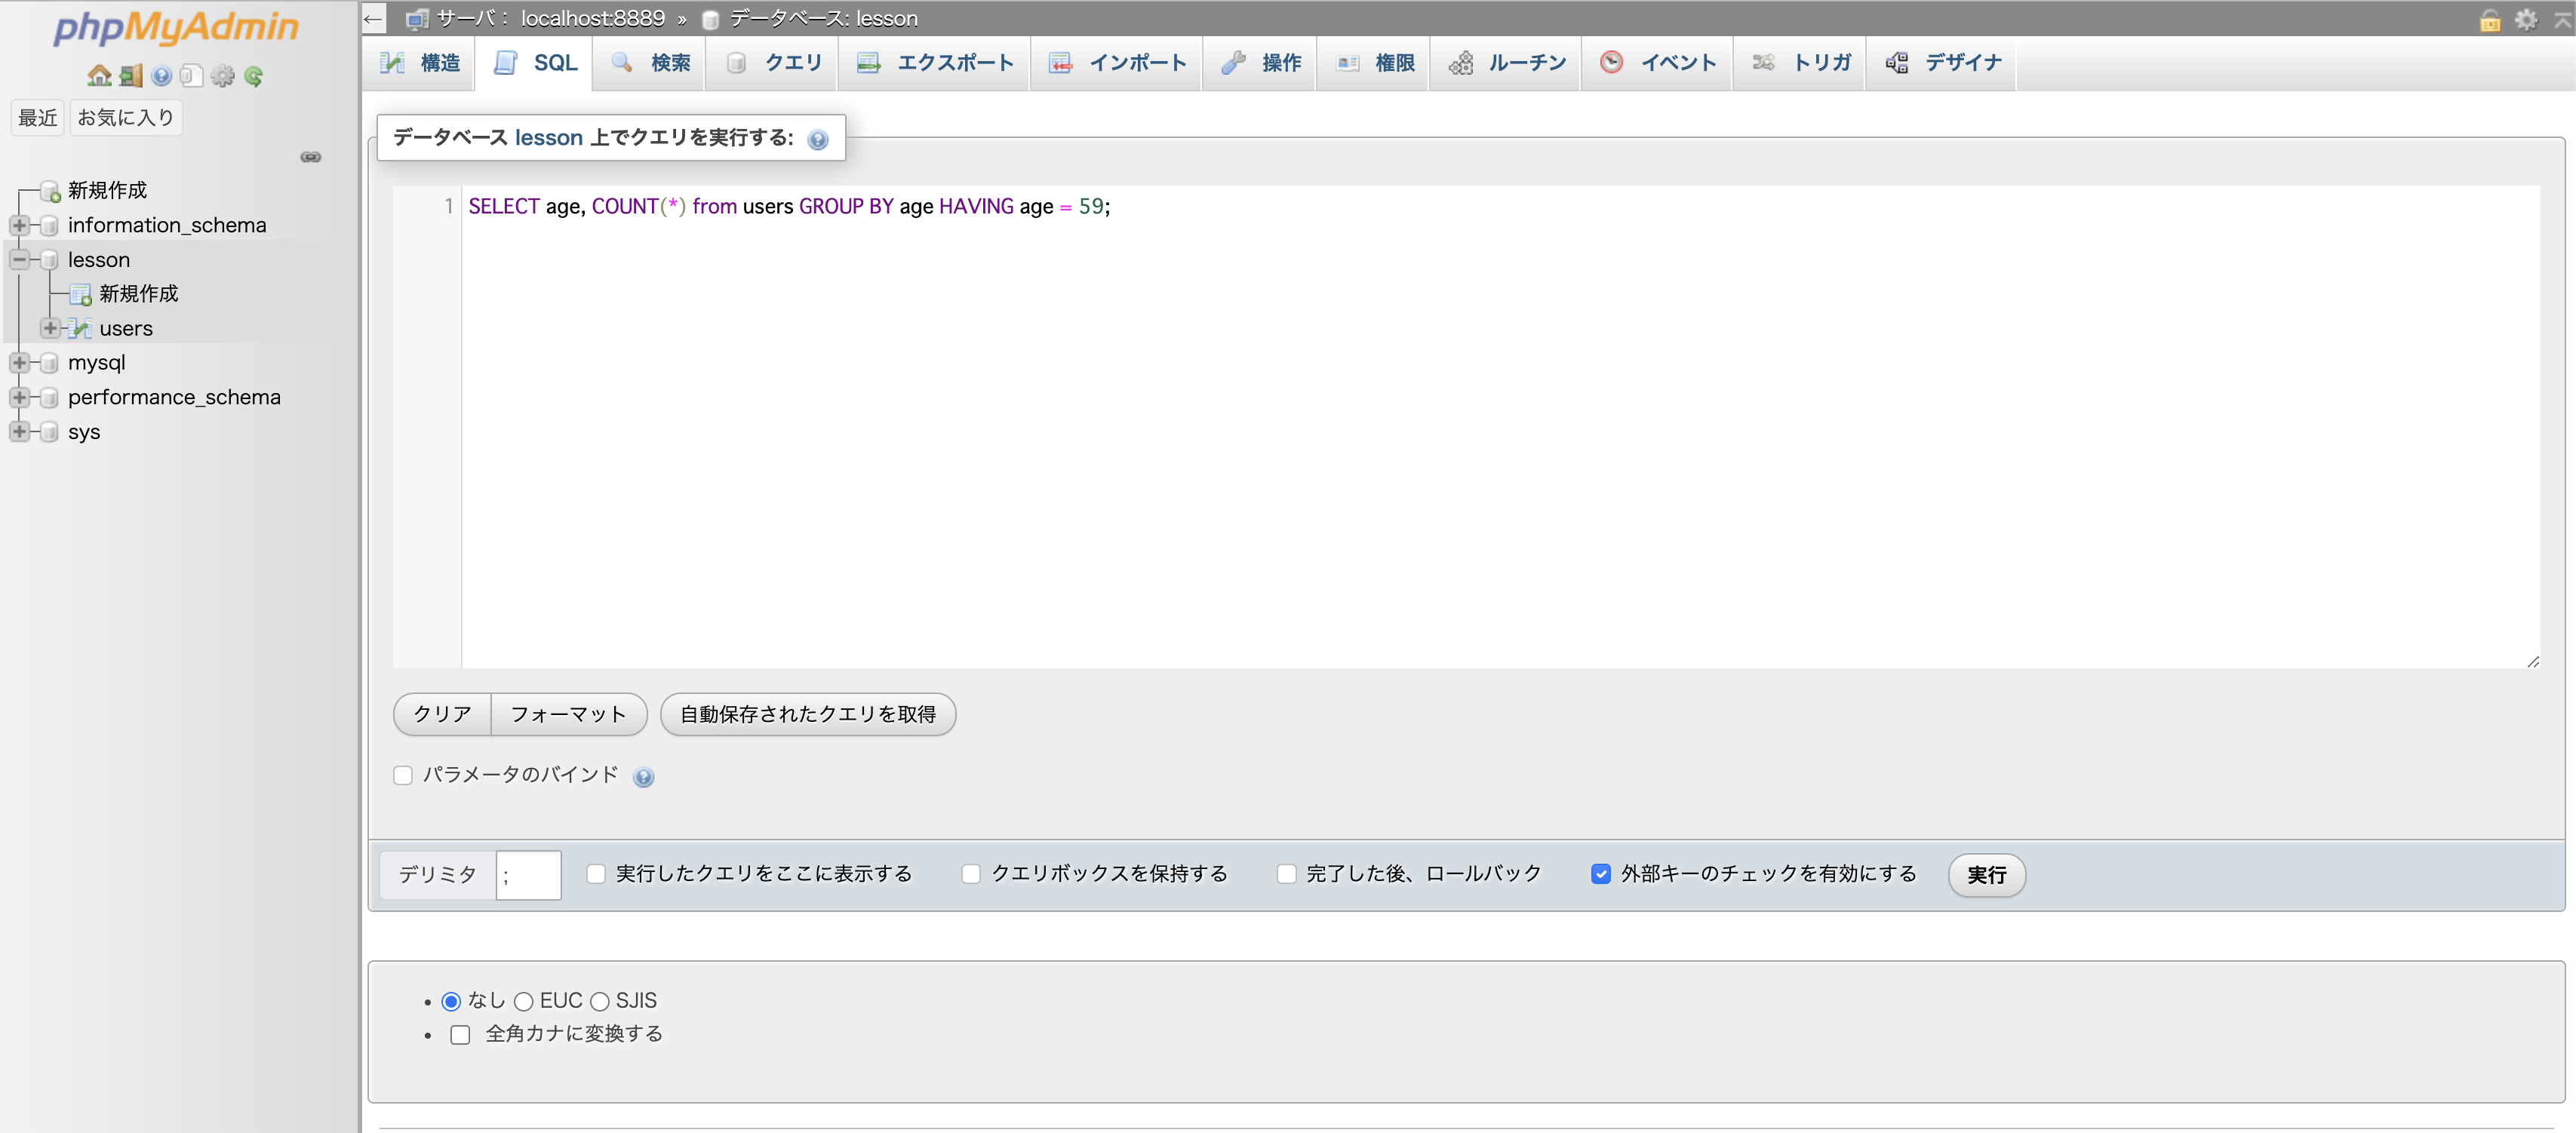 phpMyAdmin
最近 お気に入り
新規作成
information_schema
lesson
新規作成
users
mysql
performance_schema
sys
サーバ： localhost:8889 » データベース: lesson
構造 SQL 検索 クエリ エクスポート インポート 操作 権限 ルーチン イベント トリガ デザイナ
データベース lesson 上でクエリを実行する:
1 SELECT age, COUNT(*) from users GROUP BY age HAVING age = 59;
クリア フォーマット 自動保存されたクエリを取得
パラメータのバインド
デリミタ ; 実行したクエリをここに表示する クエリボックスを保持する 完了した後、ロールバック 外部キーのチェックを有効にする 実行
なし EUC SJIS
全角カナに変換する